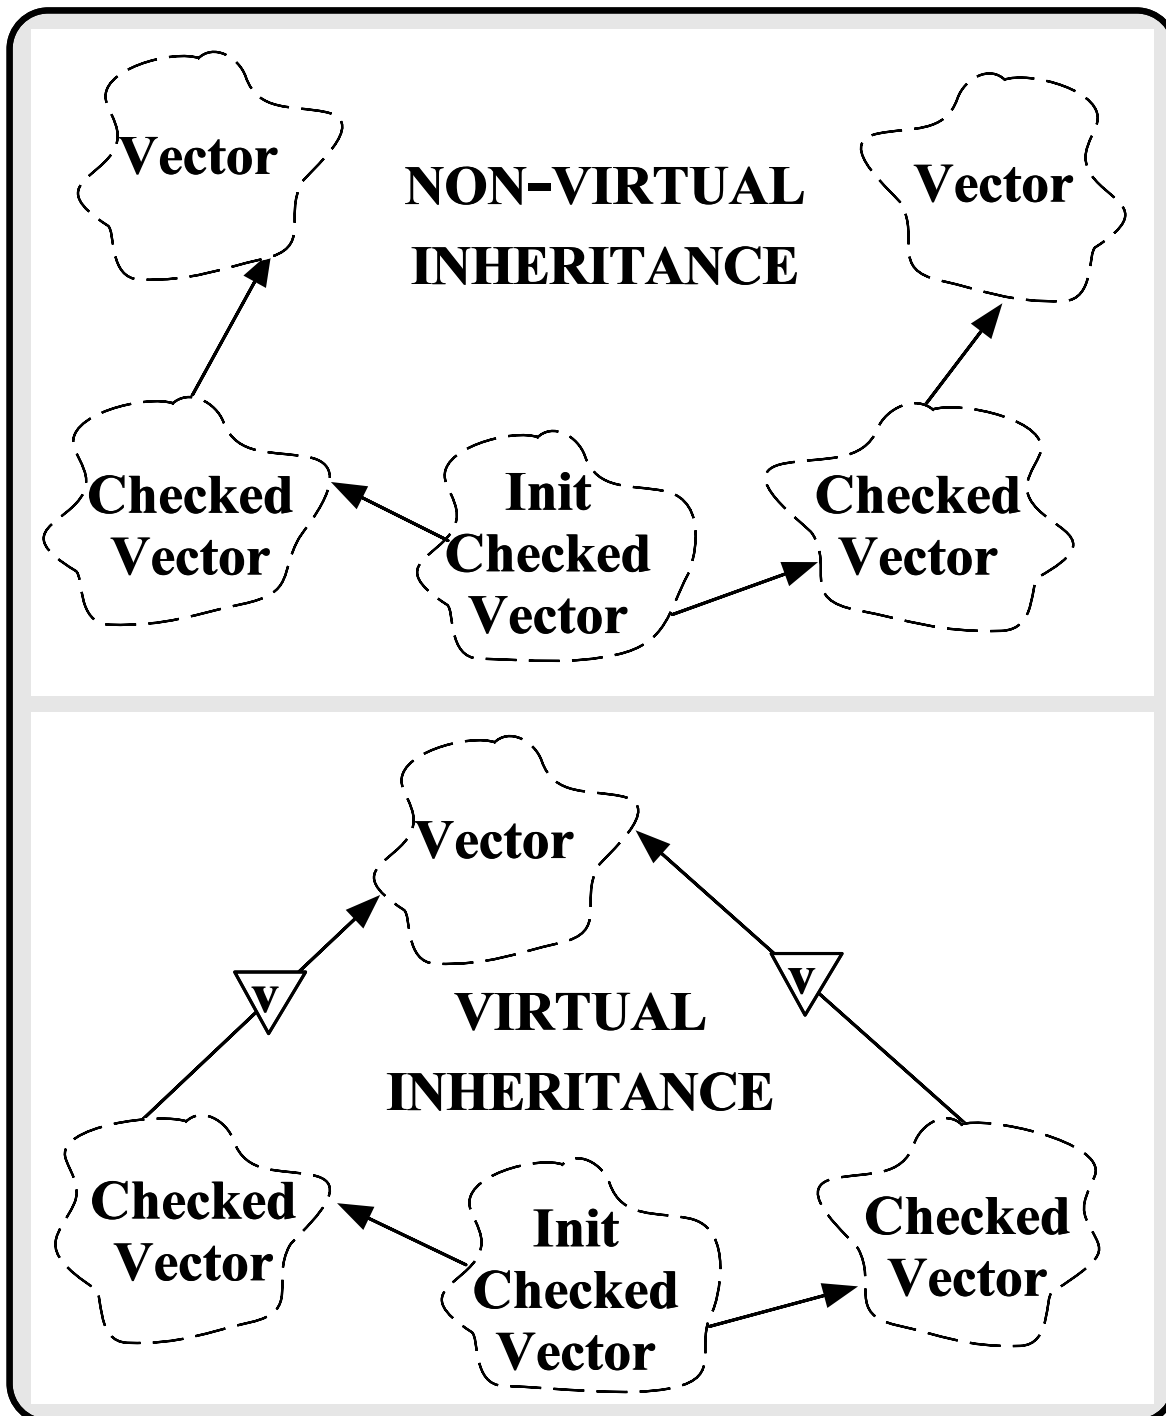 Vector
NON-VIRTUAL
INHERITANCE
Vector
Checked
Vector
Init
Checked
Vector
Checked
Vector
Vector
v
v
VIRTUAL
INHERITANCE
Checked
Vector
Init
Checked
Vector
Checked
Vector